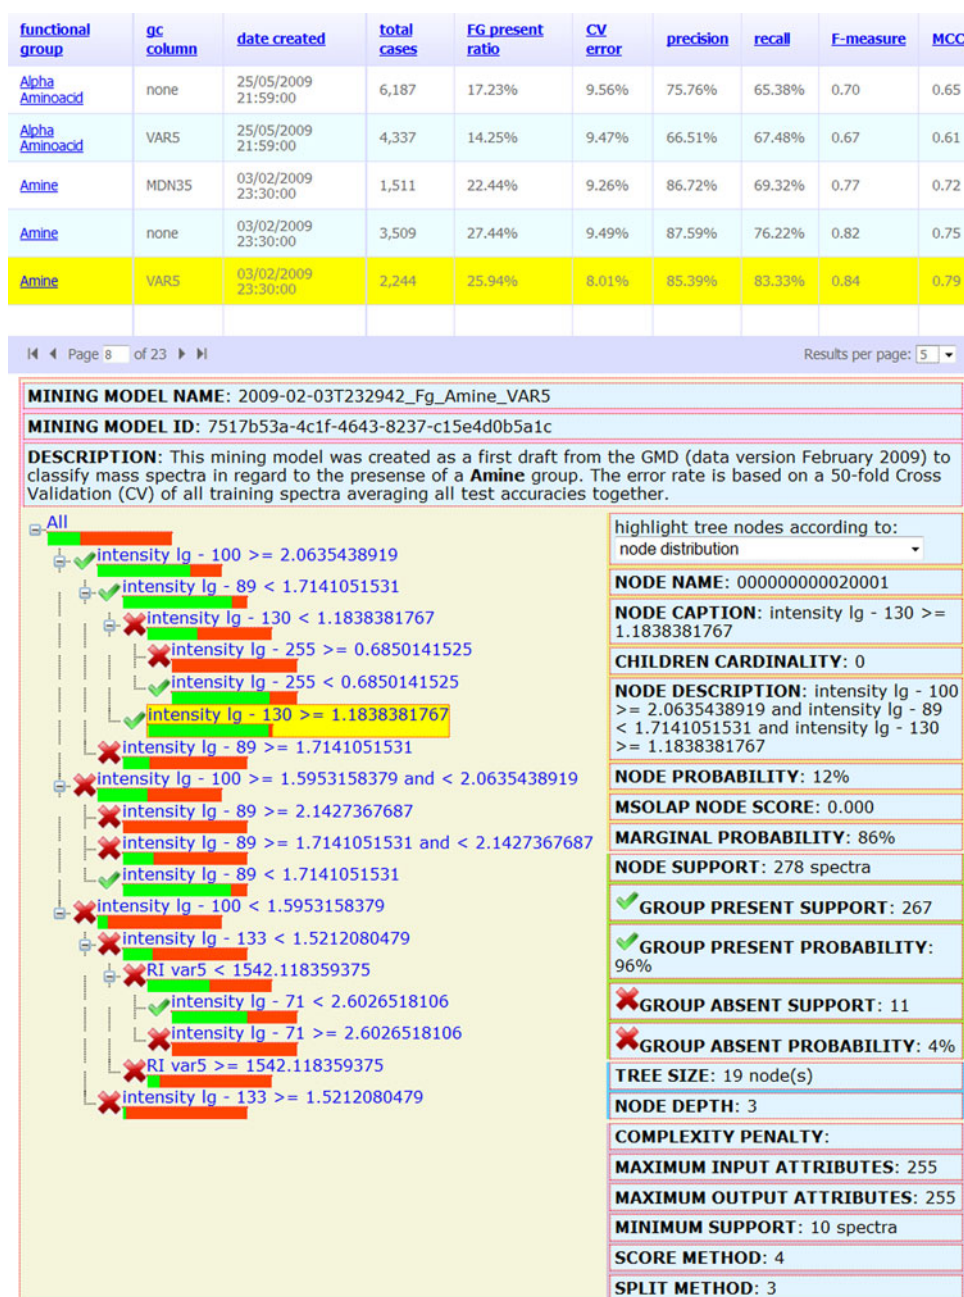 functional group gc column date created total cases FG present ratio CV error precision recall F-measure MCC
Alpha Aminoacid none 25/05/2009 21:59:00 6,187 17.23% 9.56% 75.76% 65.38% 0.70 0.65
Alpha Aminoacid VAR5 25/05/2009 21:59:00 4,337 14.25% 9.47% 66.51% 67.48% 0.67 0.61
Amine MDN35 03/02/2009 23:30:00 1,511 22.44% 9.26% 86.72% 69.32% 0.77 0.72
Amine none 03/02/2009 23:30:00 3,509 27.44% 9.49% 87.59% 76.22% 0.82 0.75
Amine VAR5 03/02/2009 23:30:00 2,244 25.94% 8.01% 85.39% 83.33% 0.84 0.79
Page 8 of 23 Results per page: 5
MINING MODEL NAME: 2009-02-03T232942_Fg_Amine_VAR5
MINING MODEL ID: 7517b53a-4c1f-4643-8237-c15e4d0b5a1c
DESCRIPTION: This mining model was created as a first draft from the GMD (data version February 2009) to
classify mass spectra in regard to the presense of a Amine group. The error rate is based on a 50-fold Cross
Validation (CV) of all training spectra averaging all test accuracies together.
All
intensity lg - 100 >= 2.0635438919
intensity lg - 89 < 1.7141051531
intensity lg - 130 < 1.1838381767
intensity lg - 255 >= 0.6850141525
intensity lg - 255 < 0.6850141525
intensity lg - 130 >= 1.1838381767
intensity lg - 89 >= 1.7141051531
intensity lg - 100 >= 1.5953158379 and < 2.0635438919
intensity lg - 89 >= 2.1427367687
intensity lg - 89 >= 1.7141051531 and < 2.1427367687
intensity lg - 89 < 1.7141051531
intensity lg - 100 < 1.5953158379
intensity lg - 133 < 1.5212080479
RI var5 < 1542.118359375
intensity lg - 71 < 2.6026518106
intensity lg - 71 >= 2.6026518106
RI var5 >= 1542.118359375
intensity lg - 133 >= 1.5212080479
highlight tree nodes according to:
node distribution
NODE NAME: 000000000020001
NODE CAPTION: intensity lg - 130 >=
1.1838381767
CHILDREN CARDINALITY: 0
NODE DESCRIPTION: intensity lg - 100
>= 2.0635438919 and intensity lg - 89
< 1.7141051531 and intensity lg - 130
>= 1.1838381767
NODE PROBABILITY: 12%
MSOLAP NODE SCORE: 0.000
MARGINAL PROBABILITY: 86%
NODE SUPPORT: 278 spectra
GROUP PRESENT SUPPORT: 267
GROUP PRESENT PROBABILITY:
96%
GROUP ABSENT SUPPORT: 11
GROUP ABSENT PROBABILITY: 4%
TREE SIZE: 19 node(s)
NODE DEPTH: 3
COMPLEXITY PENALTY:
MAXIMUM INPUT ATTRIBUTES: 255
MAXIMUM OUTPUT ATTRIBUTES: 255
MINIMUM SUPPORT: 10 spectra
SCORE METHOD: 4
SPLIT METHOD: 3